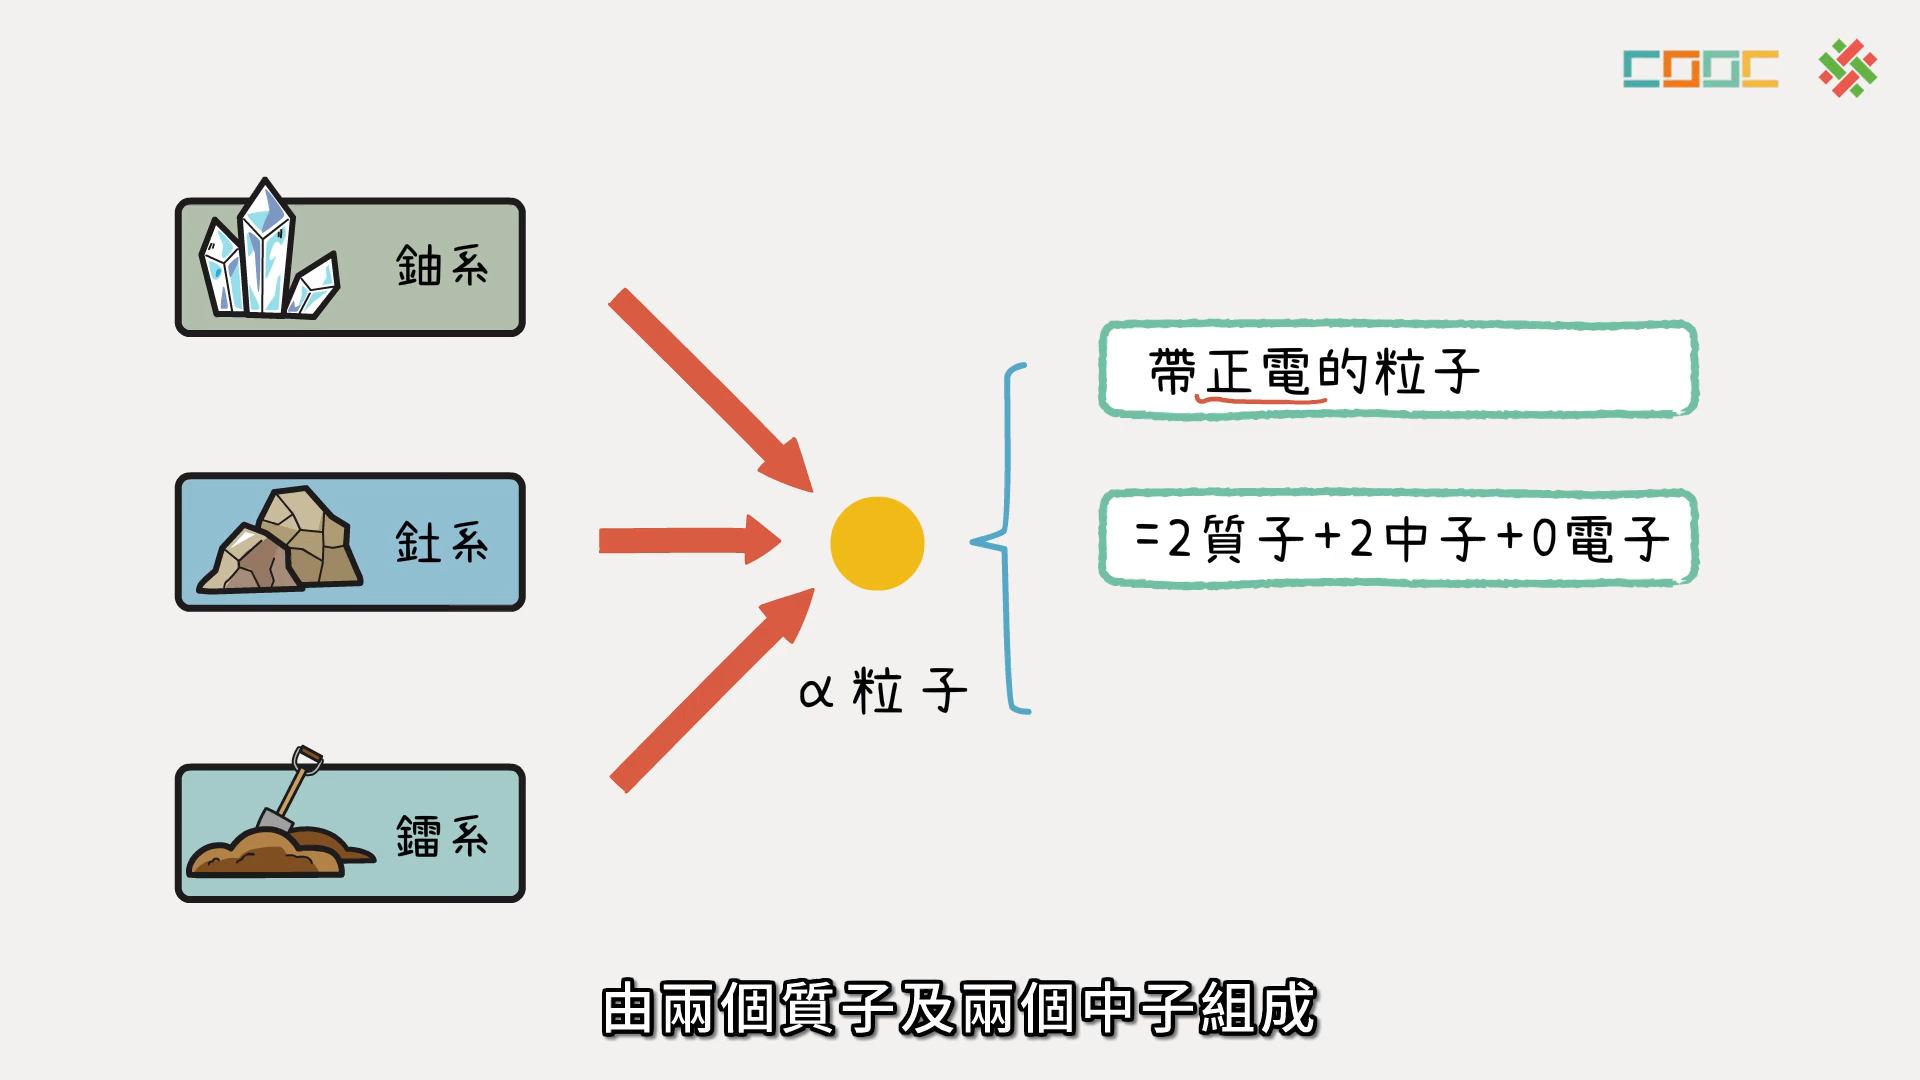 COOC
鈾系
帶正電的粒子
釷系
=2質子+2中子+0電子
α粒子
鐳系
由兩個質子及兩個中子組成